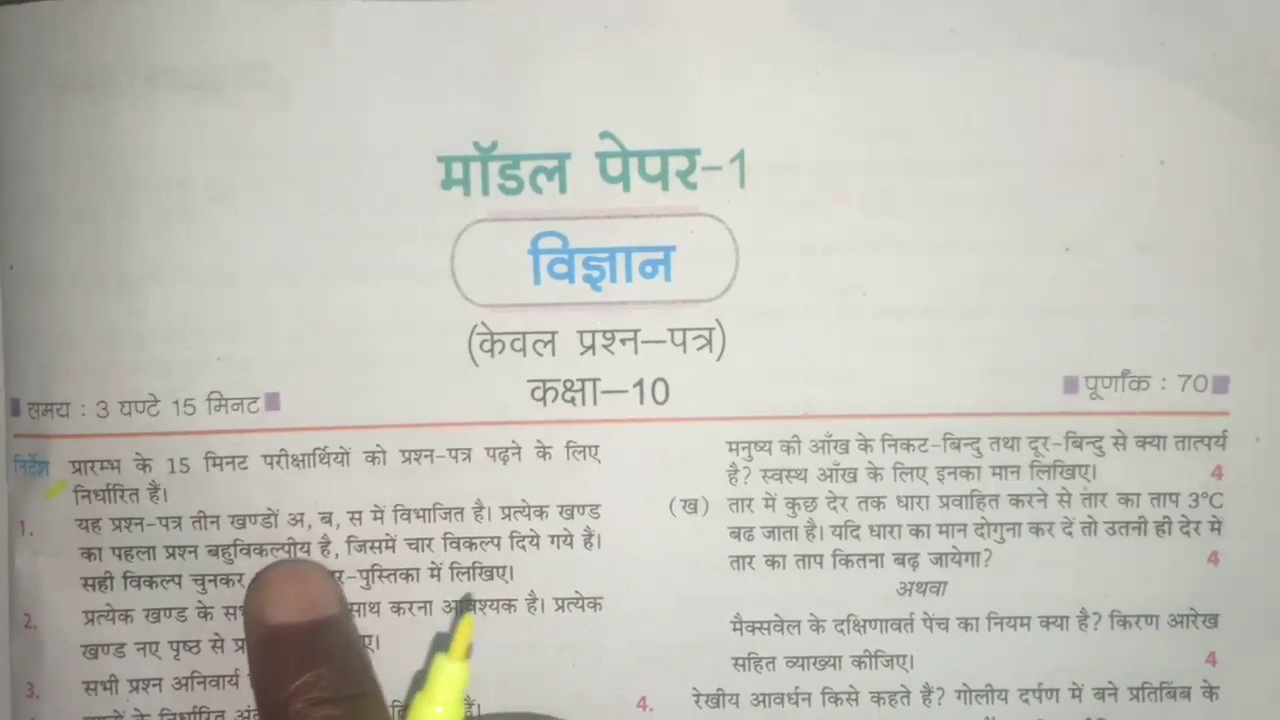 मॉडल पेपर-1
विज्ञान
(केवल प्रश्न–पत्र)
कक्षा–10
समय : 3 घण्टे 15 मिनट
पूर्णांक : 70
निर्देश प्रारम्भ के 15 मिनट परीक्षार्थियों को प्रश्न-पत्र पढ़ने के लिए
निर्धारित हैं।
1. यह प्रश्न-पत्र तीन खण्डों अ, ब, स में विभाजित है। प्रत्येक खण्ड
का पहला प्रश्न बहुविकल्पीय है, जिसमें चार विकल्प दिये गये हैं।
सही विकल्प चुनकर -पुस्तिका में लिखिए।
2. प्रत्येक खण्ड के साथ करना आवश्यक है। प्रत्येक
खण्ड नए पृष्ठ से
3. सभी प्रश्न अनिवार्य
के निर्धारित
मनुष्य की आँख के निकट-बिन्दु तथा दूर-बिन्दु से क्या तात्पर्य
है? स्वस्थ आँख के लिए इनका मान लिखिए। 4
(ख) तार में कुछ देर तक धारा प्रवाहित करने से तार का ताप 3°C
बढ जाता है। यदि धारा का मान दोगुना कर दें तो उतनी ही देर में
तार का ताप कितना बढ़ जायेगा? 4
अथवा
मैक्सवेल के दक्षिणावर्त पेंच का नियम क्या है? किरण आरेख
सहित व्याख्या कीजिए। 4
4. रेखीय आवर्धन किसे कहते हैं? गोलीय दर्पण में बने प्रतिबिंब के